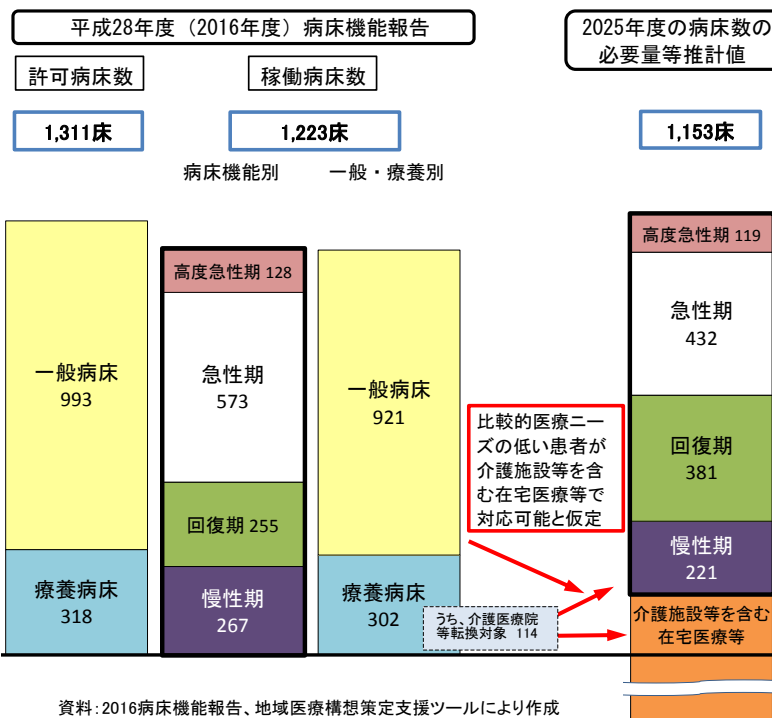 平成28年度（2016年度）病床機能報告
2025年度の病床数の
必要量等推計値
許可病床数
稼働病床数
1,311床
1,223床
1,153床
病床機能別
一般・療養別
一般病床
993
療養病床
318
高度急性期 128
急性期
573
回復期 255
慢性期
267
一般病床
921
療養病床
302
比較的医療ニー
ズの低い患者が
介護施設等を含
む在宅医療等で
対応可能と仮定
うち、介護医療院
等転換対象 114
高度急性期 119
急性期
432
回復期
381
慢性期
221
介護施設等を含む
在宅医療等
資料：2016病床機能報告、地域医療構想策定支援ツールにより作成